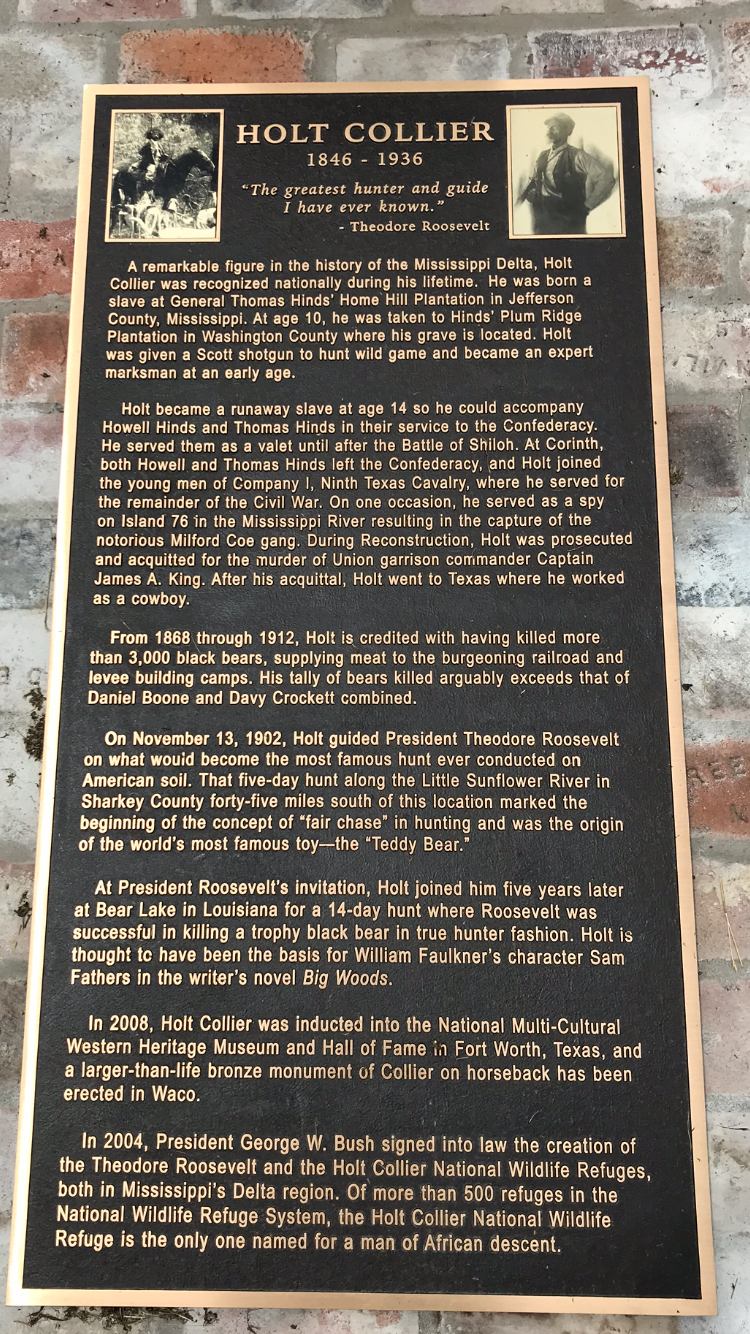 HOLT COLLIER
1846 - 1936
"The greatest hunter and guide
I have ever known."
- Theodore Roosevelt
A remarkable figure in the history of the Mississippi Delta, Holt
Collier was recognized nationally during his lifetime. He was born a
slave at General Thomas Hinds' Home Hill Plantation in Jefferson
County, Mississippi. At age 10, he was taken to Hinds' Plum Ridge
Plantation in Washington County where his grave is located. Holt
was given a Scott shotgun to hunt wild game and became an expert
marksman at an early age.
Holt became a runaway slave at age 14 so he could accompany
Howell Hinds and Thomas Hinds in their service to the Confederacy.
He served them as a valet until after the Battle of Shiloh. At Corinth,
both Howell and Thomas Hinds left the Confederacy, and Holt joined
the young men of Company I, Ninth Texas Cavalry, where he served for
the remainder of the Civil War. On one occasion, he served as a spy
on Island 76 in the Mississippi River resulting in the capture of the
notorious Milford Coe gang. During Reconstruction, Holt was prosecuted
and acquitted for the murder of Union garrison commander Captain
James A. King. After his acquittal, Holt went to Texas where he worked
as a cowboy.
From 1868 through 1912, Holt is credited with having killed more
than 3,000 black bears, supplying meat to the burgeoning railroad and
levee building camps. His tally of bears killed arguably exceeds that of
Daniel Boone and Davy Crockett combined.
On November 13, 1902, Holt guided President Theodore Roosevelt
on what would become the most famous hunt ever conducted on
American soil. That five-day hunt along the Little Sunflower River in
Sharkey County forty-five miles south of this location marked the
beginning of the concept of "fair chase" in hunting and was the origin
of the world's most famous toy—the "Teddy Bear."
At President Roosevelt's invitation, Holt joined him five years later
at Bear Lake in Louisiana for a 14-day hunt where Roosevelt was
successful in killing a trophy black bear in true hunter fashion. Holt is
thought to have been the basis for William Faulkner's character Sam
Fathers in the writer's novel Big Woods.
In 2008, Holt Collier was inducted into the National Multi-Cultural
Western Heritage Museum and Hall of Fame in Fort Worth, Texas, and
a larger-than-life bronze monument of Collier on horseback has been
erected in Waco.
In 2004, President George W. Bush signed into law the creation of
the Theodore Roosevelt and the Holt Collier National Wildlife Refuges,
both in Mississippi's Delta region. Of more than 500 refuges in the
National Wildlife Refuge System, the Holt Collier National Wildlife
Refuge is the only one named for a man of African descent.